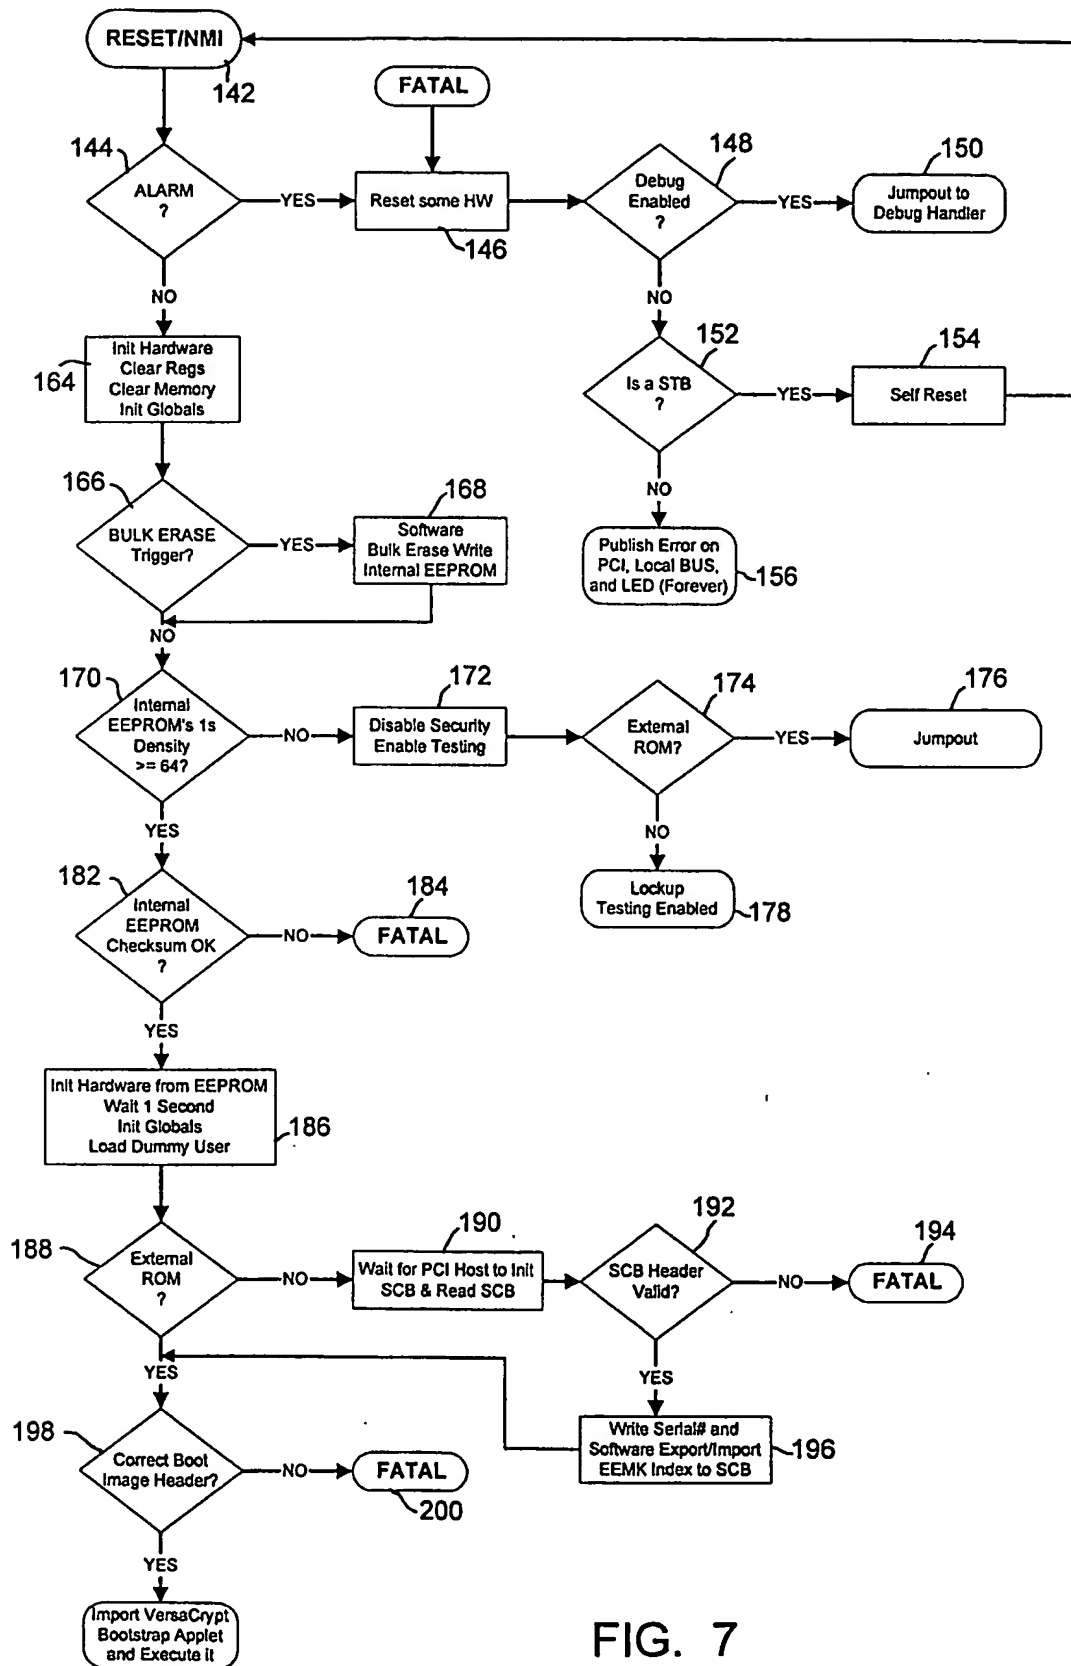 RESET/NMI
142
FATAL
144
ALARM
?
YES
Reset some HW
146
148
Debug
Enabled
?
YES
150
Jumpout to
Debug Handler
NO
NO
164
Init Hardware
Clear Regs
Clear Memory
Init Globals
152
Is a STB
?
YES
154
Self Reset
166
BULK ERASE
Trigger?
YES
168
Software
Bulk Erase Write
Internal EEPROM
NO
Publish Error on
PCI, Local BUS,
and LED (Forever)
156
NO
170
Internal
EEPROM's 1s
Density
>= 64?
NO
172
Disable Security
Enable Testing
174
External
ROM?
YES
176
Jumpout
YES
NO
182
Internal
EEPROM
Checksum OK
?
NO
184
FATAL
Lockup
Testing Enabled
178
YES
Init Hardware from EEPROM
Wait 1 Second
Init Globals
Load Dummy User
186
188
External
ROM
?
NO
190
Wait for PCI Host to Init
SCB & Read SCB
192
SCB Header
Valid?
NO
194
FATAL
YES
YES
198
Correct Boot
Image Header?
NO
FATAL
200
Write Serial# and
Software Export/Import
EEMK Index to SCB
196
YES
Import VersaCrypt
Bootstrap Applet
and Execute it
FIG. 7